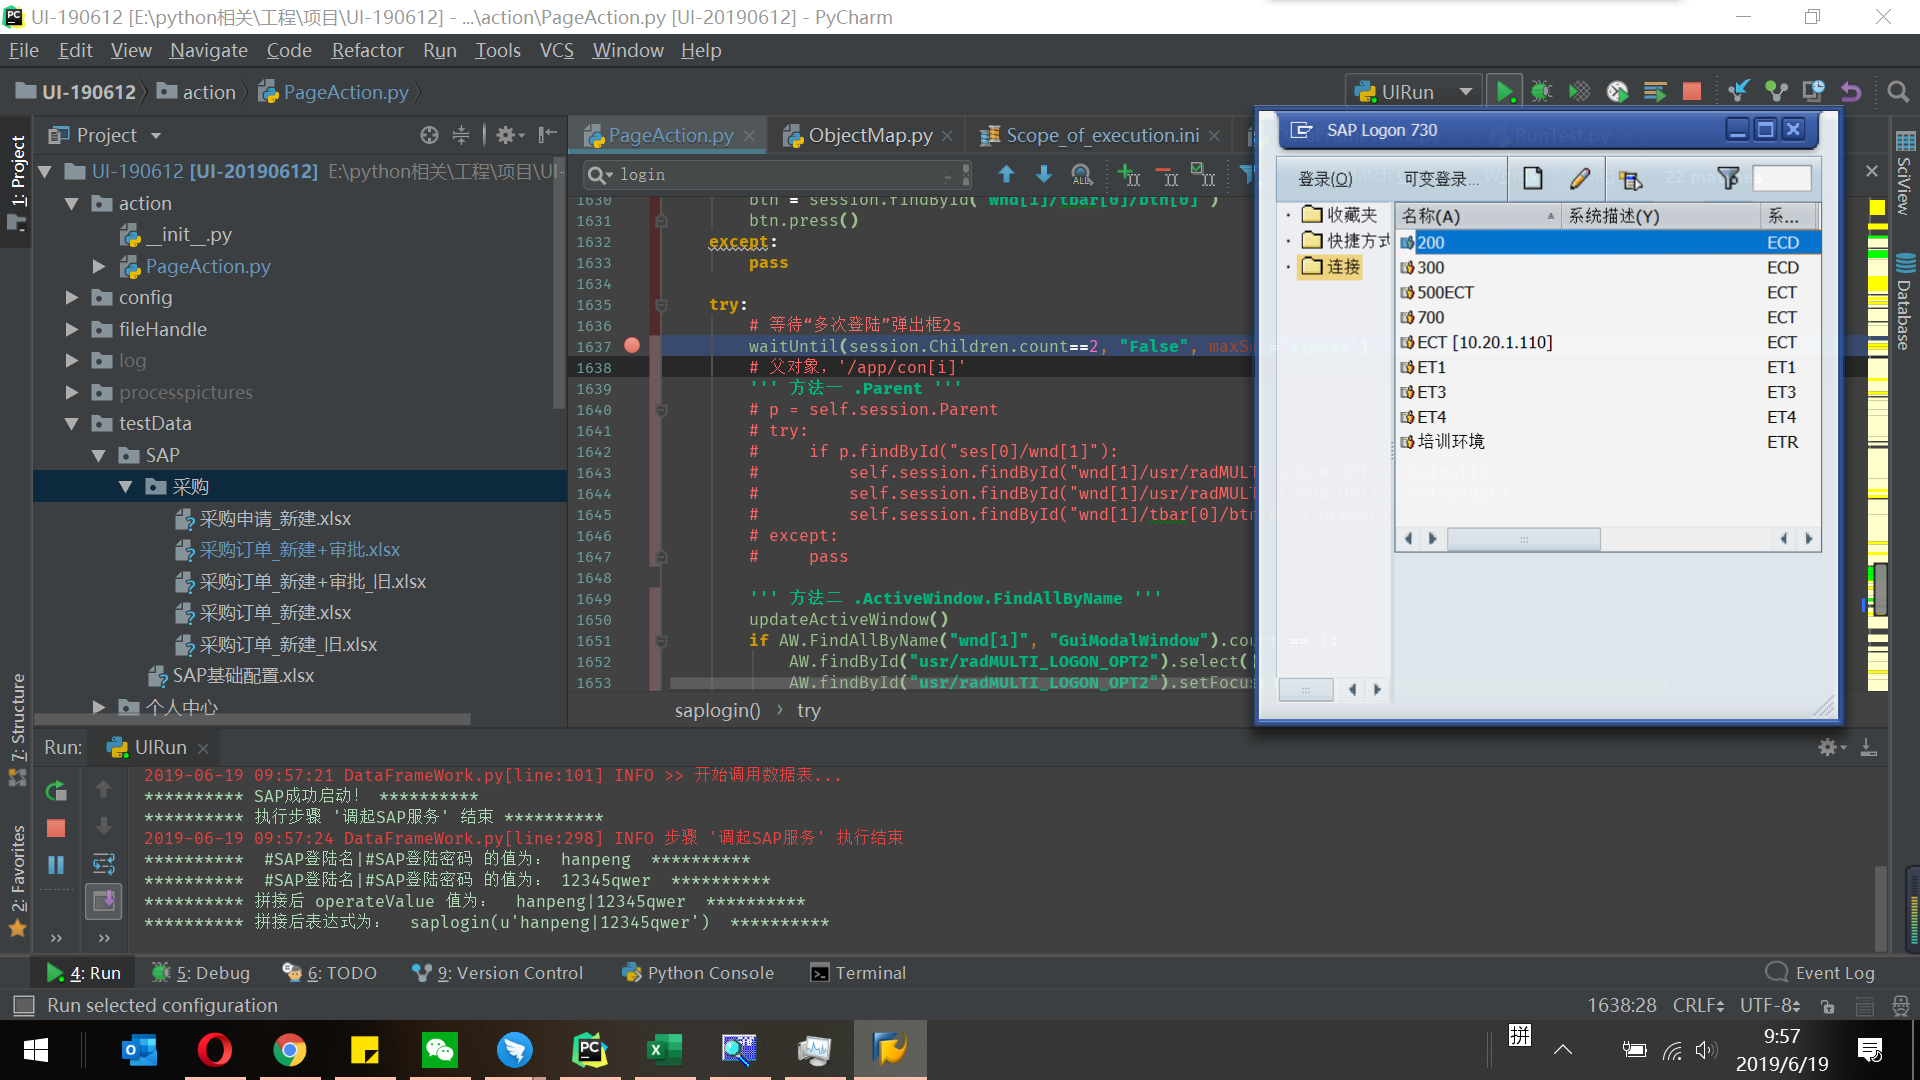 UI-190612 [E:\python相关\工程\项目\UI-190612] - ...\action\PageAction.py [UI-20190612] - PyCharm
File Edit View Navigate Code Refactor Run Tools VCS Window Help
UI-190612 action PageAction.py
UIRun
1: Project
Project
UI-190612 [UI-20190612] E:\python相关\工程\项目\UI-
action
__init__.py
PageAction.py
config
fileHandle
log
processpictures
testData
SAP
采购
采购申请_新建.xlsx
采购订单_新建+审批.xlsx
采购订单_新建+审批_旧.xlsx
采购订单_新建.xlsx
采购订单_新建_旧.xlsx
SAP基础配置.xlsx
个人中心
7: Structure
2: Favorites
PageAction.py ObjectMap.py Scope_of_execution.ini
login
1630 btn = session.findById("wnd[1]/tbar[0]/btn[0]")
1631 btn.press()
1632 except:
1633 pass
1634
1635 try:
1636 # 等待“多次登陆”弹出框2s
1637 waitUntil(session.Children.count==2, "False", maxS
1638 # 父对象, '/app/con[i]'
1639 ''' 方法一 .Parent '''
1640 # p = self.session.Parent
1641 # try:
1642 # if p.findById("ses[0]/wnd[1]"):
1643 # self.session.findById("wnd[1]/usr/radMULTI_LOGON_OPT2").select()
1644 # self.session.findById("wnd[1]/usr/radMULTI_LOGON_OPT2").setFocus()
1645 # self.session.findById("wnd[1]/tbar[0]/btn[0]").press()
1646 # except:
1647 # pass
1648
1649 ''' 方法二 .ActiveWindow.FindAllByName '''
1650 updateActiveWindow()
1651 if AW.FindAllByName("wnd[1]", "GuiModalWindow").count == 1:
1652 AW.findById("usr/radMULTI_LOGON_OPT2").select(
1653 AW.findById("usr/radMULTI_LOGON_OPT2").setFocus()
saplogin() › try
SAP Logon 730
登录(O) 可变登录...
收藏夹
快捷方式
连接
名称(A) 系统描述(Y) 系...
200 ECD
300 ECD
500ECT ECT
700 ECT
ECT [10.20.1.110] ECT
ET1 ET1
ET3 ET3
ET4 ET4
培训环境 ETR
SciView
Database
Run: UIRun
2019-06-19 09:57:21 DataFrameWork.py[line:101] INFO >> 开始调用数据表...
********** SAP成功启动! **********
********** 执行步骤 '调起SAP服务' 结束 **********
2019-06-19 09:57:24 DataFrameWork.py[line:298] INFO 步骤 '调起SAP服务' 执行结束
********** #SAP登陆名|#SAP登陆密码 的值为: hanpeng **********
********** #SAP登陆名|#SAP登陆密码 的值为: 12345qwer **********
********** 拼接后 operateValue 值为: hanpeng|12345qwer **********
********** 拼接后表达式为: saplogin(u'hanpeng|12345qwer') **********
4: Run 5: Debug 6: TODO 9: Version Control Python Console Terminal Event Log
Run selected configuration 1638:28 CRLF UTF-8
拼
9:57
2019/6/19